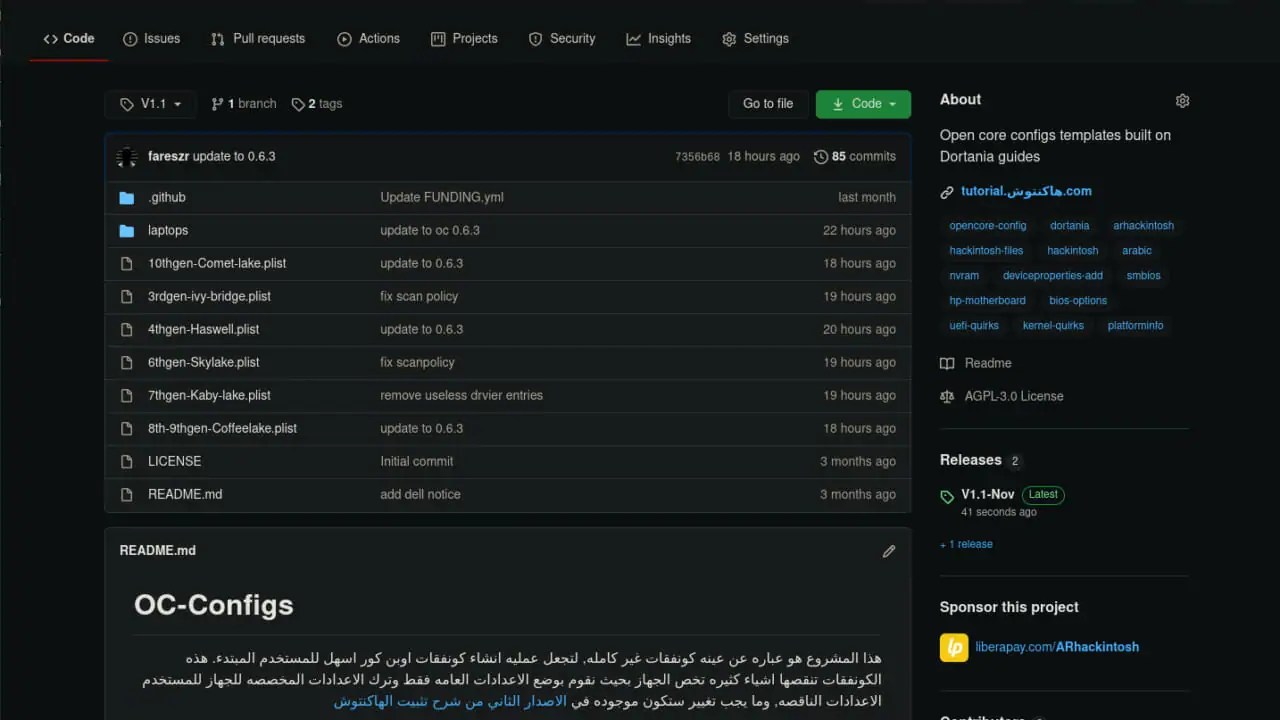 Code Issues Pull requests Actions Projects Security Insights Settings
V1.1 1 branch 2 tags Go to file Code
fareszr update to 0.6.3 7356b68 18 hours ago 85 commits
.github Update FUNDING.yml last month
laptops update to oc 0.6.3 22 hours ago
10thgen-Comet-lake.plist update to 0.6.3 18 hours ago
3rdgen-ivy-bridge.plist fix scan policy 19 hours ago
4thgen-Haswell.plist update to 0.6.3 20 hours ago
6thgen-Skylake.plist fix scanpolicy 19 hours ago
7thgen-Kaby-lake.plist remove useless drvier entries 19 hours ago
8th-9thgen-Coffeelake.plist update to 0.6.3 18 hours ago
LICENSE Initial commit 3 months ago
README.md add dell notice 3 months ago
README.md
OC-Configs
هذا المشروع هو عباره عن عينه كونفقات غير كامله, لتجعل عمليه انشاء كونفقات اوبن كور اسهل للمستخدم المبتدء. هذه
الكونفقات تنقصها اشياء كثيره تخص الجهاز بحيث نقوم بوضع الاعدادات العامه فقط وترك الاعدادات المخصصه للجهاز للمستخدم
الاعدادات الناقصه, وما يجب تغيير ستكون موجوده في الاصدار الثاني من شرح تثبيت الهاكنتوش
About
Open core configs templates built on
Dortania guides
tutorial.هاكنتوش.com
opencore-config dortania arhackintosh
hackintosh-files hackintosh arabic
nvram deviceproperties-add smbios
hp-motherboard bios-options
uefi-quirks kernel-quirks platforminfo
Readme
AGPL-3.0 License
Releases 2
V1.1-Nov Latest
41 seconds ago
+ 1 release
Sponsor this project
lp liberapay.com/ARhackintosh